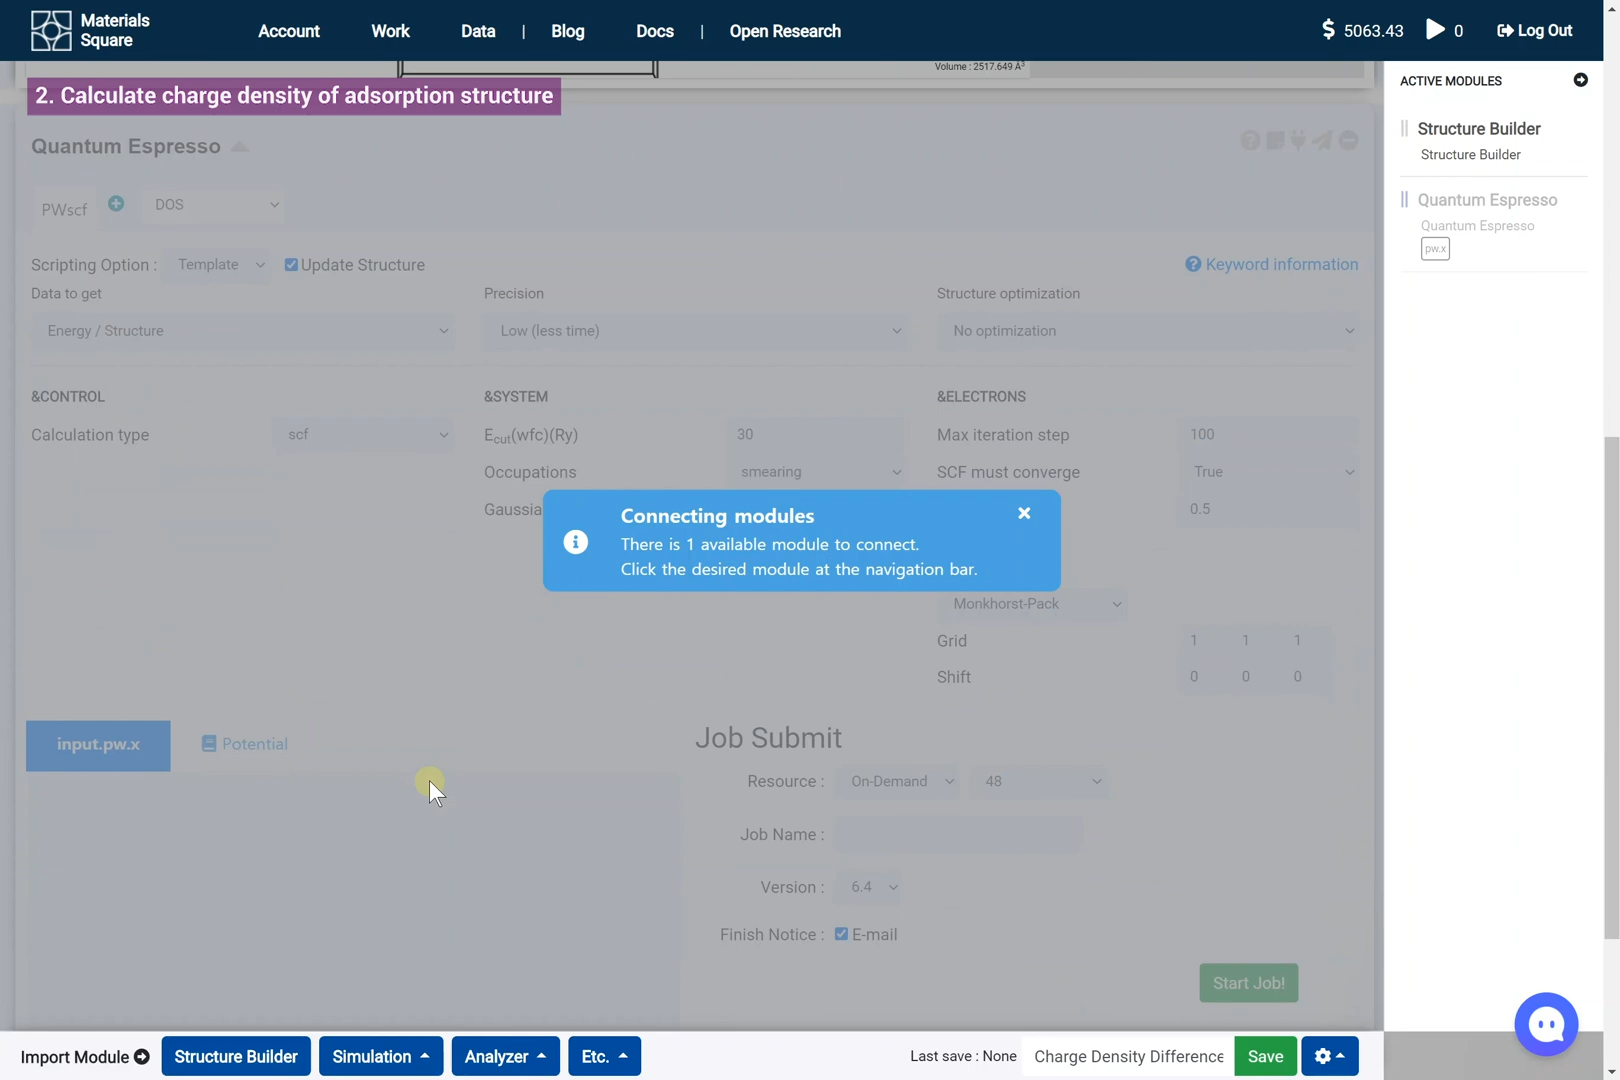 Materials
Square
Account
Work
Data
|
Blog
Docs
|
Open Research
$ 5063.43
0
Log Out
Volume : 2517.649 Å³
2. Calculate charge density of adsorption structure
ACTIVE MODULES
Structure Builder
Structure Builder
Quantum Espresso
Quantum Espresso
pw.x
Quantum Espresso
PWscf
DOS
Scripting Option :
Template
Update Structure
Keyword information
Data to get
Precision
Structure optimization
Energy / Structure
Low (less time)
No optimization
&CONTROL
&SYSTEM
&ELECTRONS
Calculation type
scf
Ecut(wfc)(Ry)
30
Max iteration step
100
Occupations
smearing
SCF must converge
True
0.5
Connecting modules
There is 1 available module to connect.
Click the desired module at the navigation bar.
Monkhorst-Pack
Grid
1 1 1
Shift
0 0 0
input.pw.x
Potential
Job Submit
Resource :
On-Demand
48
Job Name :
Version :
6.4
Finish Notice :
E-mail
Start Job!
Import Module
Structure Builder
Simulation
Analyzer
Etc.
Last save : None
Charge Density Difference
Save